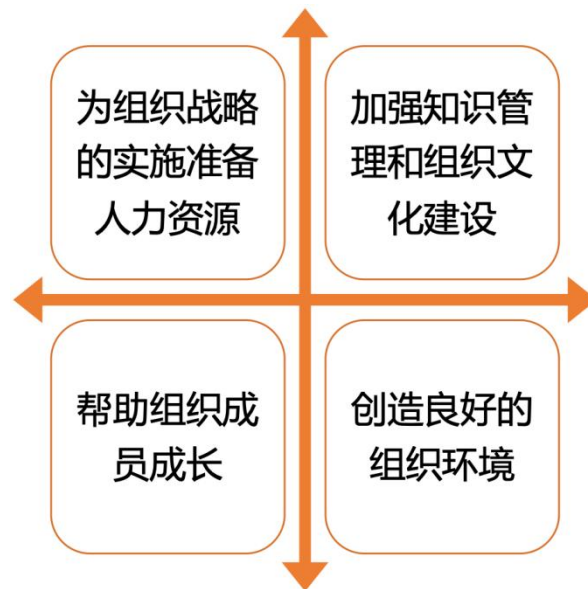 为组织战略
的实施准备
人力资源
加强知识管
理和组织文
化建设
帮助组织成
员成长
创造良好的
组织环境